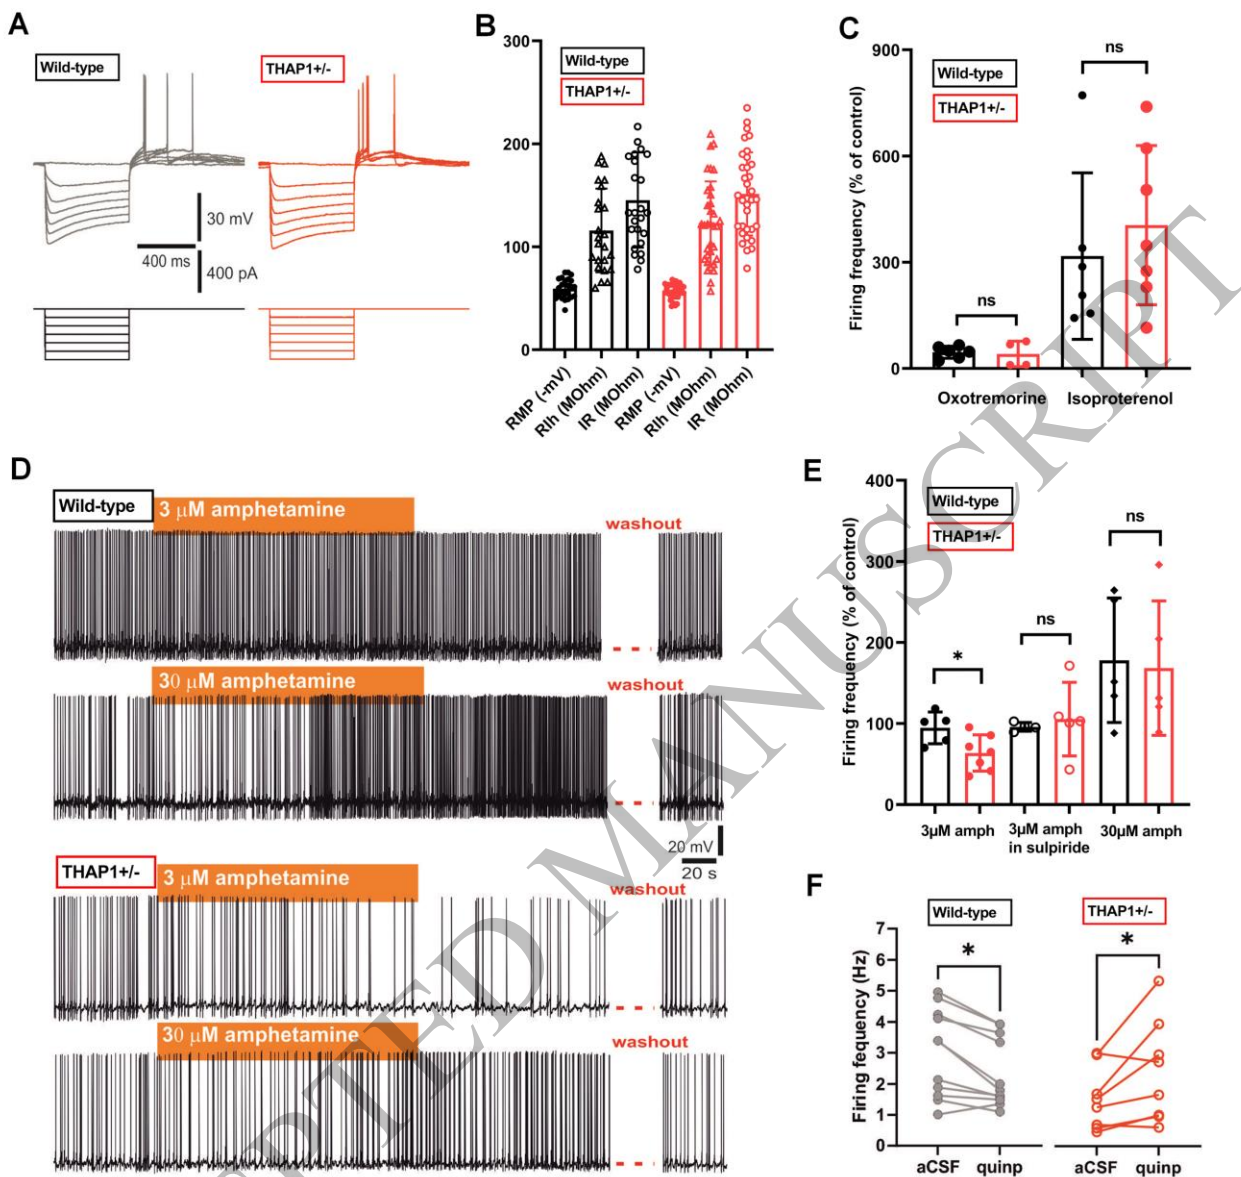 A
Wild-type
THAP1+/-
30 mV
400 ms
400 pA
B
300
200
100
0
Wild-type
THAP1+/-
RMP (-mV)
RIh (MOhm)
IR (MOhm)
RMP (-mV)
RIh (MOhm)
IR (MOhm)
C
Firing frequency (% of control)
900
600
300
0
Wild-type
THAP1+/-
ns
ns
Oxotremorine
Isoproterenol
D
Wild-type
3 µM amphetamine
washout
30 µM amphetamine
washout
20 mV
20 s
THAP1+/-
3 µM amphetamine
washout
30 µM amphetamine
washout
E
Firing frequency (% of control)
400
300
200
100
0
Wild-type
THAP1+/-
*
ns
ns
3µM amph
3µM amph
in sulpiride
30µM amph
F
Wild-type
THAP1+/-
Firing fequency (Hz)
7
6
5
4
3
2
1
0
*
*
aCSF
quinp
aCSF
quinp
PTED MANUSCRIPT